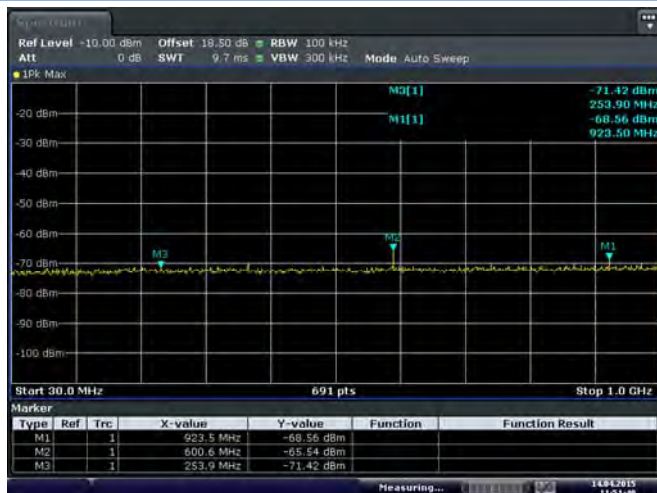 Spectrum
Ref Level -10.00 dBm Offset 18.50 dB RBW 100 kHz
Att 0 dB SWT 9.7 ms VBW 300 kHz Mode Auto Sweep
1Pk Max
M3[1] -71.42 dBm
253.90 MHz
M1[1] -68.56 dBm
923.50 MHz
-20 dBm
-30 dBm
-40 dBm
-50 dBm
-60 dBm
-70 dBm
-80 dBm
-90 dBm
-100 dBm
M3
M2
M1
Start 30.0 MHz 691 pts Stop 1.0 GHz
Marker
Type Ref Trc X-value Y-value Function Function Result
M1 1 923.5 MHz -68.56 dBm
M2 1 600.6 MHz -65.54 dBm
M3 1 253.9 MHz -71.42 dBm
Measuring... 14.04.2015